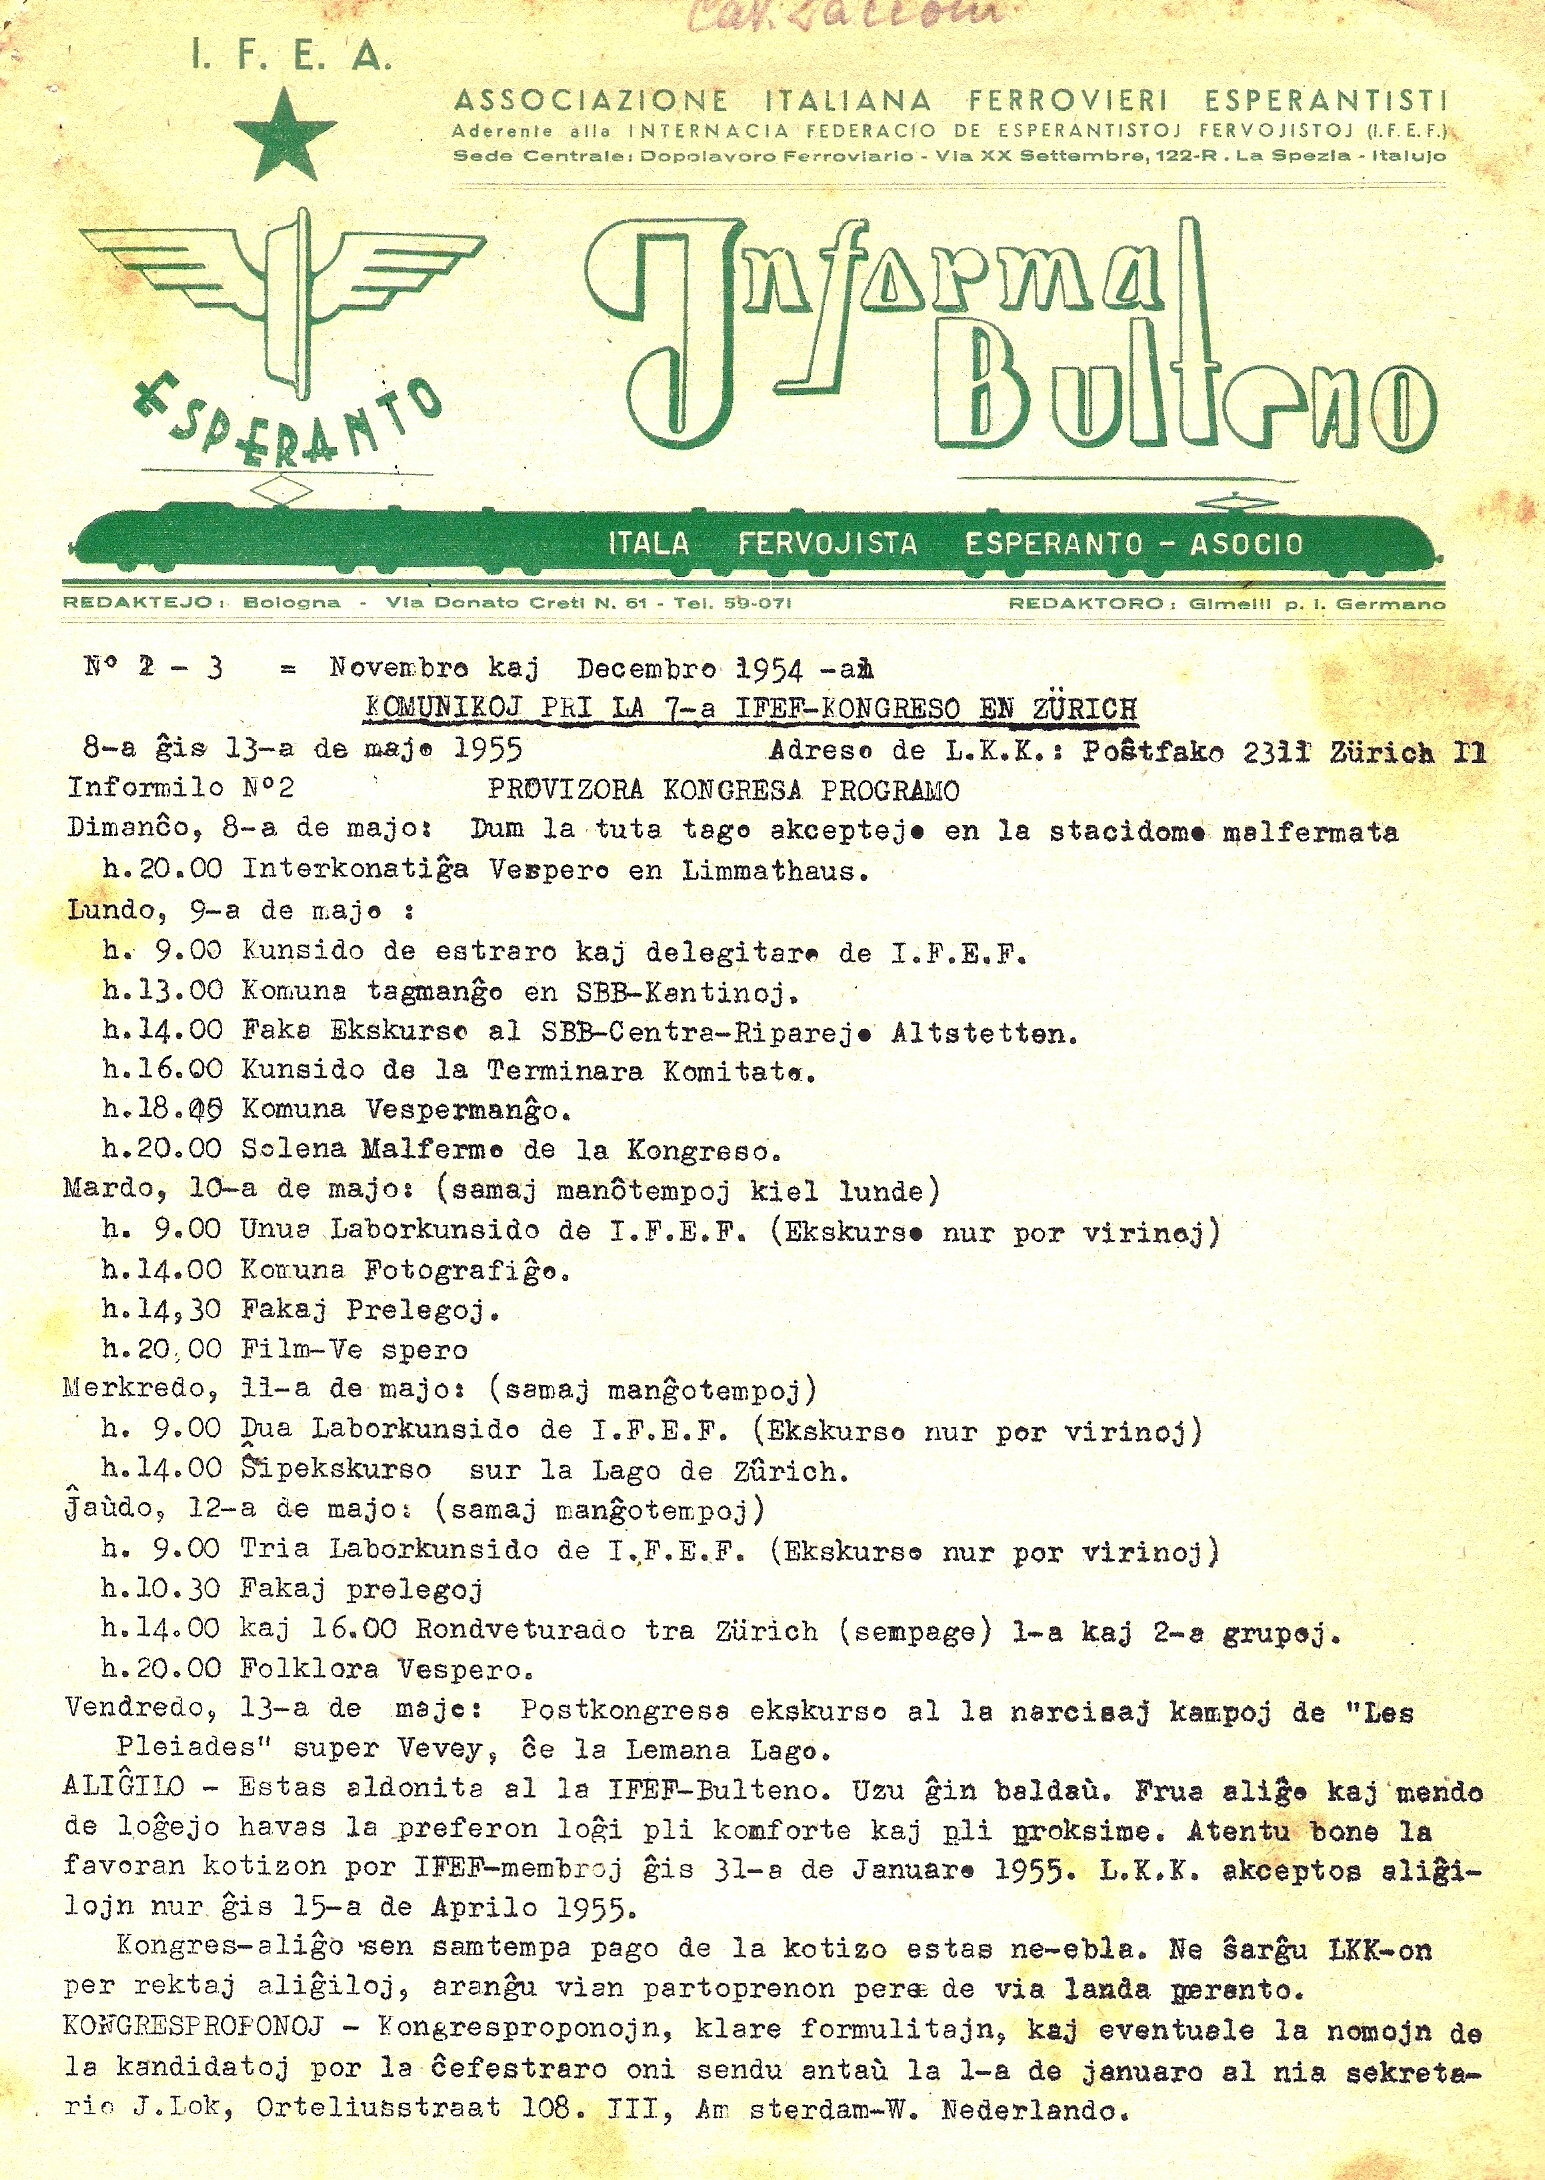 I. F. E. A.
ASSOCIAZIONE ITALIANA FERROVIERI ESPERANTISTI
Aderente alla INTERNACIA FEDERACIO DE ESPERANTISTOJ FERVOJISTOJ (I.F.E.F.)
Sede Centrale: Dopolavoro Ferroviario - Via XX Settembre, 122-R . La Spezia - Italujo
Informa
Bulteno
ESPERANTO
ITALA FERVOJISTA ESPERANTO - ASOCIO
REDAKTEJO: Bologna - Via Donato Creti N. 61 - Tel. 59-071 REDAKTORO: Gimelli p. i. Germano
N° 2 - 3 = Novembro kaj Decembro 1954 -a
KOMUNIKOJ PRI LA 7-a IFEF-KONGRESO EN ZÜRICH
8-a ĝis 13-a de majo 1955 Adreso de L.K.K.: Poŝtfako 2311 Zürich 11
Informilo N°2 PROVIZORA KONGRESA PROGRAMO
Dimanĉo, 8-a de majo: Dum la tuta tago akceptejo en la stacidomo malfermata
h.20.00 Interkonatiĝa Vespero en Limmathaus.
Lundo, 9-a de majo :
h. 9.00 Kunsido de estraro kaj delegitaro de I.F.E.F.
h.13.00 Komuna tagmanĝo en SBB-Kantinoj.
h.14.00 Faka Ekskurso al SBB-Centra-Riparejo Altstetten.
h.16.00 Kunsido de la Terminara Komitato.
h.18. Komuna Vespermanĝo.
h.20.00 Solena Malfermo de la Kongreso.
Mardo, 10-a de majo: (samaj manôtempoj kiel lunde)
h. 9.00 Unua Laborkunsido de I.F.E.F. (Ekskurso nur por virinoj)
h.14.00 Komuna Fotografiĝo.
h.14,30 Fakaj Prelegoj.
h.20.00 Film-Ve spero
Merkredo, 11-a de majo: (samaj manĝotempoj)
h. 9.00 Dua Laborkunsido de I.F.E.F. (Ekskurso nur por virinoj)
h.14.00 Ŝipekskurso sur la Lago de Zûrich.
Ĵaùdo, 12-a de majo: (samaj manĝotempoj)
h. 9.00 Tria Laborkunsido de I.F.E.F. (Ekskurso nur por virinoj)
h.10.30 Fakaj prelegoj
h.14.00 kaj 16.00 Rondveturado tra Zürich (senpage) 1-a kaj 2-a grupoj.
h.20.00 Folklora Vespero.
Vendredo, 13-a de majo: Postkongresa ekskurso al la narcisaj kampoj de "Les
Pleiades" super Vevey, ĉe la Lemana Lago.
ALIĜILO - Estas aldonita al la IFEF-Bulteno. Uzu ĝin baldaù. Frua aliĝo kaj mendo
de loĝejo havas la preferon loĝi pli komforte kaj pli proksime. Atentu bone la
favoran kotizon por IFEF-membroj ĝis 31-a de Januaro 1955. L.K.K. akceptos aliĝi-
lojn nur ĝis 15-a de Aprilo 1955.
Kongres-aliĝo sen samtempa pago de la kotizo estas ne-ebla. Ne ŝarĝu LKK-on
per rektaj aliĝiloj, aranĝu vian partoprenon pere de via landa peranto.
KONGRESPROPONOJ - Kongresproponojn, klare formulitajn, kaj eventuale la nomojn de
la kandidatoj por la ĉefestraro oni sendu antaù la 1-a de januaro al nia sekreta-
rio J.Lok, Orteliusstraat 108. III, Am sterdam-W. Nederlando.